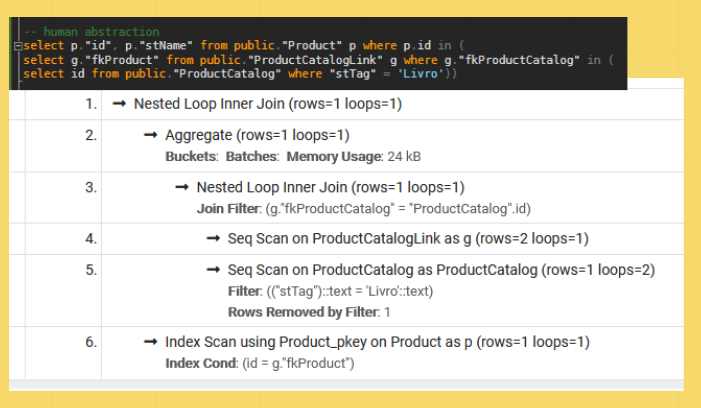 -- human abstraction
select p."id", p."stName" from public."Product" p where p.id in (
select g."fkProduct" from public."ProductCatalogLink" g where g."fkProductCatalog" in (
select id from public."ProductCatalog" where "stTag" = 'Livro'))
1. → Nested Loop Inner Join (rows=1 loops=1)
2. → Aggregate (rows=1 loops=1)
Buckets: Batches: Memory Usage: 24 kB
3. → Nested Loop Inner Join (rows=1 loops=1)
Join Filter: (g."fkProductCatalog" = "ProductCatalog".id)
4. → Seq Scan on ProductCatalogLink as g (rows=2 loops=1)
5. → Seq Scan on ProductCatalog as ProductCatalog (rows=1 loops=2)
Filter: (("stTag")::text = 'Livro'::text)
Rows Removed by Filter: 1
6. → Index Scan using Product_pkey on Product as p (rows=1 loops=1)
Index Cond: (id = g."fkProduct")